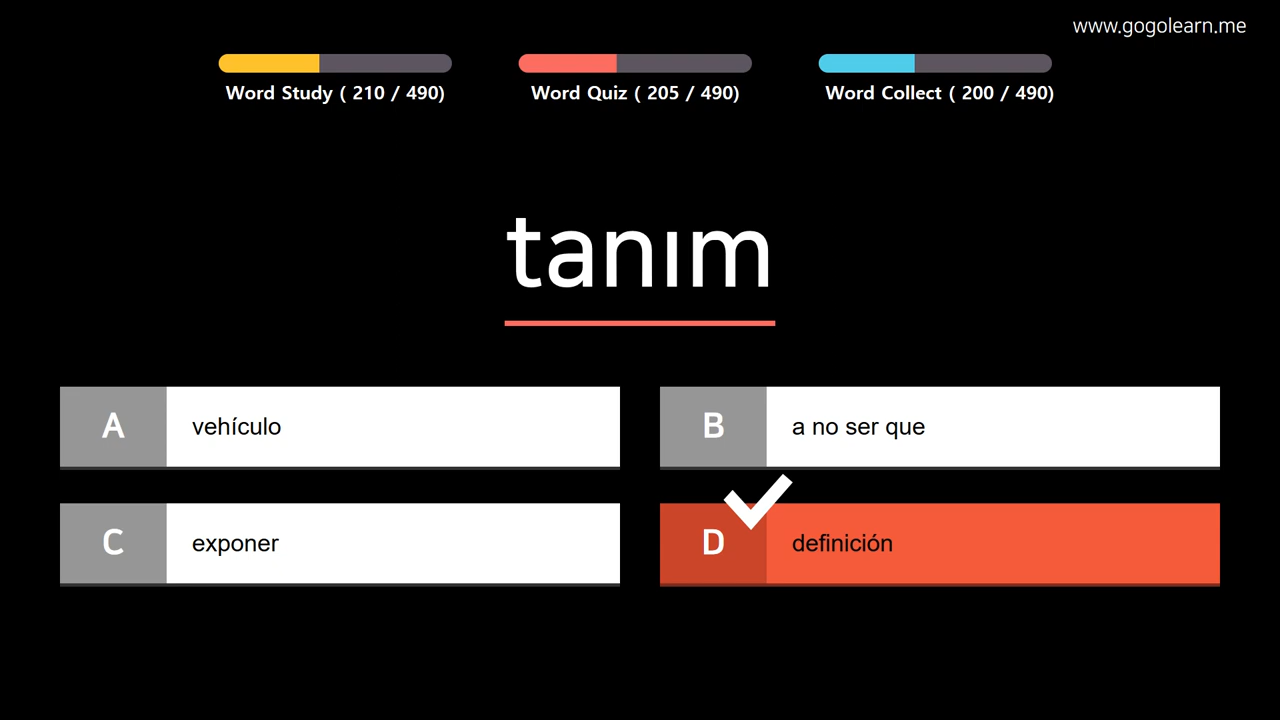 www.gogolearn.me
Word Study ( 210 / 490)
Word Quiz ( 205 / 490)
Word Collect ( 200 / 490)
tanım
A vehículo
B a no ser que
C exponer
D definición